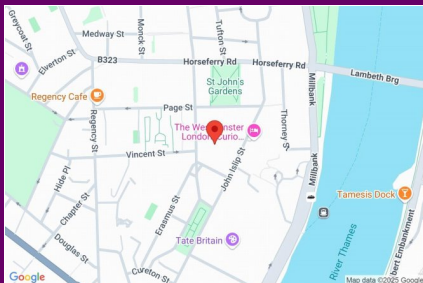 Greycoat St
Medway St
Monck St
Tufton St
Elverton St
B323
Horseferry Rd
Horseferry Rd
Millbank
Lambeth Brg
St John's
Gardens
Regency Cafe
Page St
Regency St
The Westminster
London, Curio...
Thorney St
Vincent St
Hide Pl
John Islip St
Millbank
Chapter St
Erasmus St
Tamesis Dock
Douglas St
Tate Britain
River Thames
bert Embankment
Cureton St
Google
Map data ©2025 Google